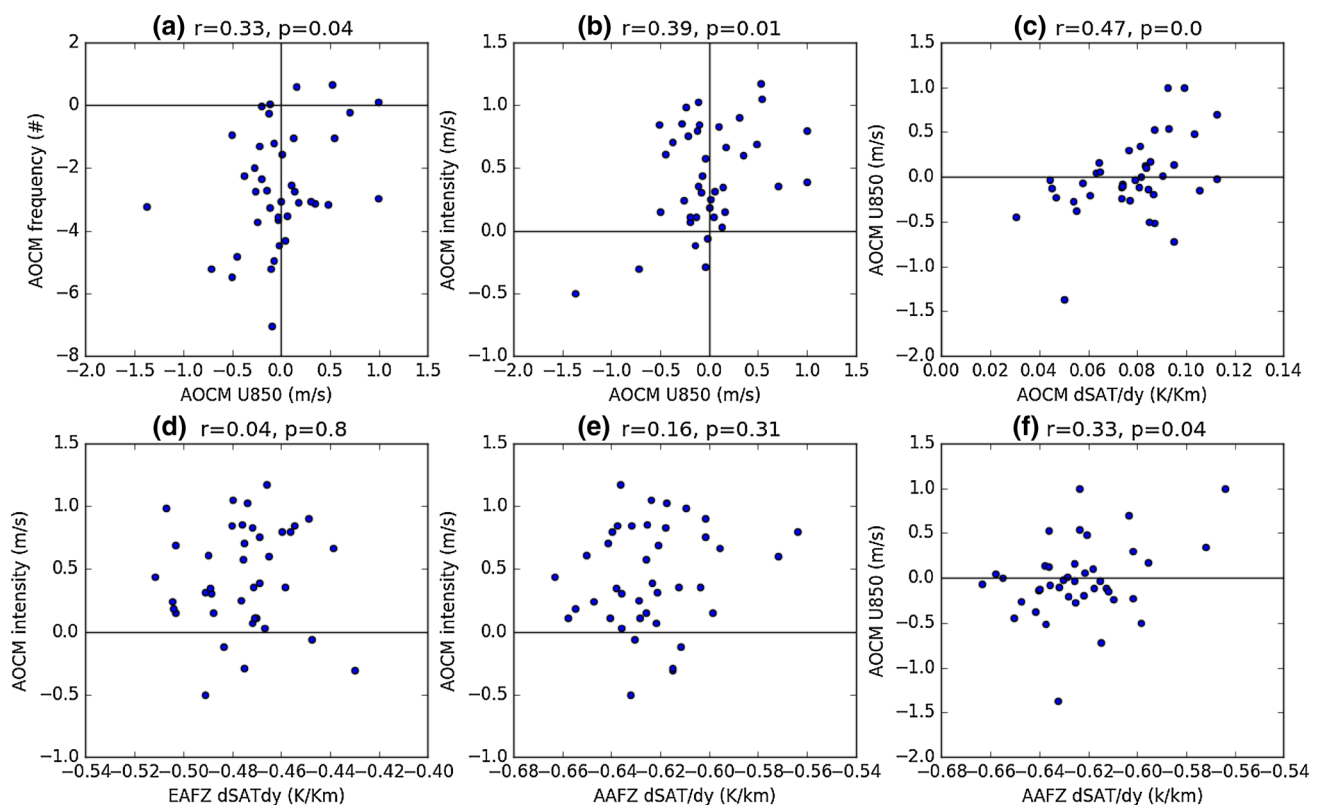 (a) r=0.33, p=0.04
2
0
−2
−4
−6
−8
AOCM frequency (#)
−2.0 −1.5 −1.0 −0.5 0.0 0.5 1.0 1.5
AOCM U850 (m/s)
(b) r=0.39, p=0.01
1.5
1.0
0.5
0.0
−0.5
−1.0
AOCM intensity (m/s)
−2.0 −1.5 −1.0 −0.5 0.0 0.5 1.0 1.5
AOCM U850 (m/s)
(c) r=0.47, p=0.0
1.5
1.0
0.5
0.0
−0.5
−1.0
−1.5
−2.0
AOCM U850 (m/s)
0.00 0.02 0.04 0.06 0.08 0.10 0.12 0.14
AOCM dSAT/dy (K/Km)
(d) r=0.04, p=0.8
1.5
1.0
0.5
0.0
−0.5
−1.0
AOCM intensity (m/s)
−0.54−0.52−0.50−0.48−0.46−0.44−0.42−0.40
EAFZ dSATdy (K/Km)
(e) r=0.16, p=0.31
1.5
1.0
0.5
0.0
−0.5
−1.0
AOCM intensity (m/s)
−0.68−0.66−0.64−0.62−0.60−0.58−0.56−0.54
AAFZ dSAT/dy (K/km)
(f) r=0.33, p=0.04
1.5
1.0
0.5
0.0
−0.5
−1.0
−1.5
−2.0
AOCM U850 (m/s)
−0.68−0.66−0.64−0.62−0.60−0.58−0.56−0.54
AAFZ dSAT/dy (k/km)